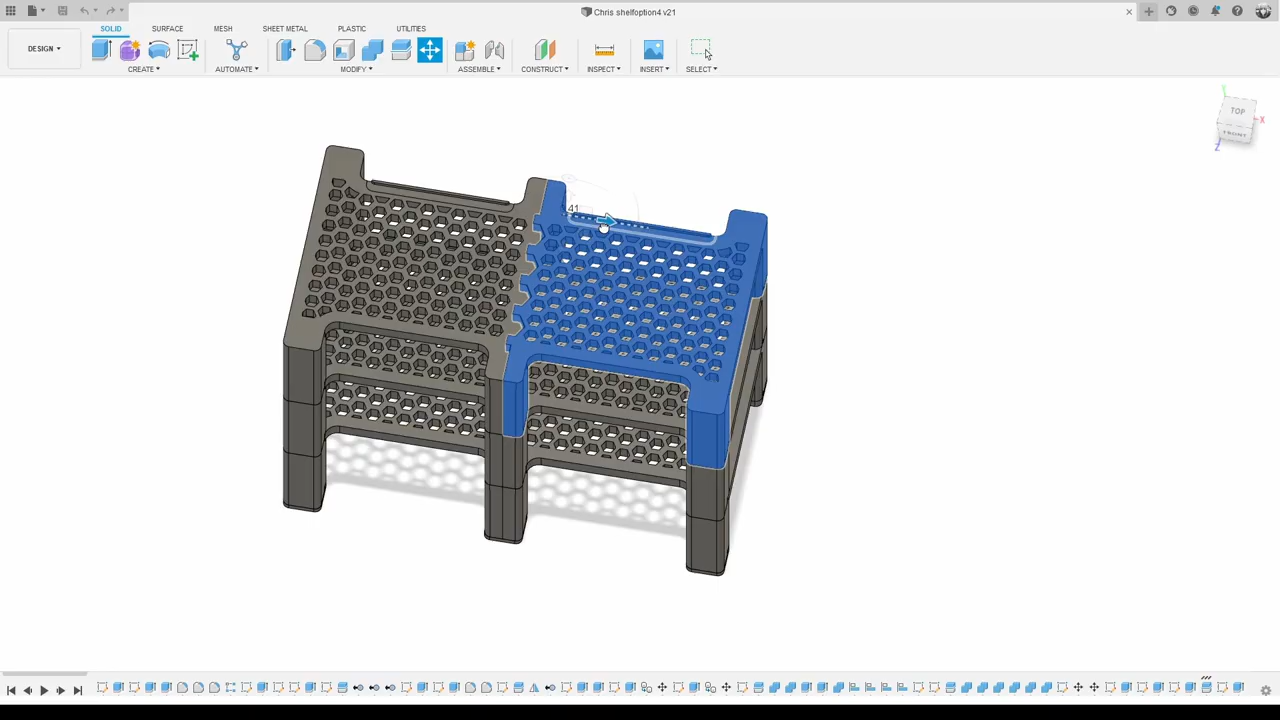 Chris shelfoption4 v21
SOLID SURFACE MESH SHEET METAL PLASTIC UTILITIES
DESIGN
CREATE AUTOMATE MODIFY ASSEMBLE CONSTRUCT INSPECT INSERT SELECT
TOP
FRONT
X
Z
41